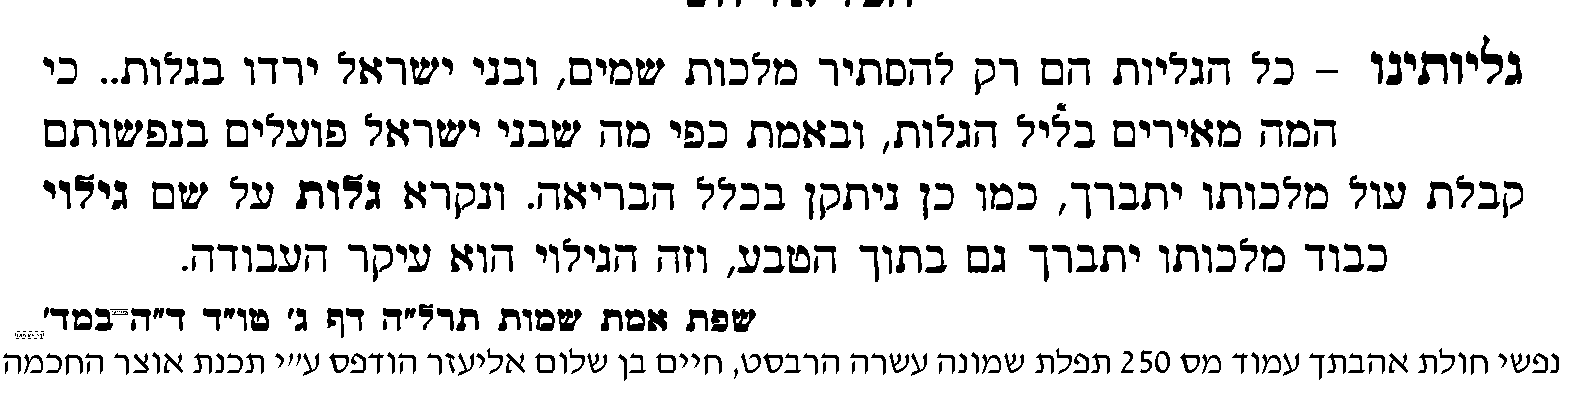 גליותינו – כל הגליות הם רק להסתיר מלכות שמים, ובני ישראל ירדו בגלות.. כי
המה מאירים בליל הגלות, ובאמת כפי מה שבני ישראל פועלים בנפשותם
קבלת עול מלכותו יתברך, כמו כן ניתקן בכלל הבריאה. ונקרא גלות על שם גילוי
כבוד מלכותו יתברך גם בתוך הטבע, וזה הגילוי הוא עיקר העבודה.
שפת אמת שמות תרל״ה דף ג׳ טו״ד ד״ה במד׳
נפשי חולת אהבתך עמוד מס 250 תפלת שמונה עשרה הרבסט, חיים בן שלום אליעזר הודפס ע״י תכנת אוצר החכמה